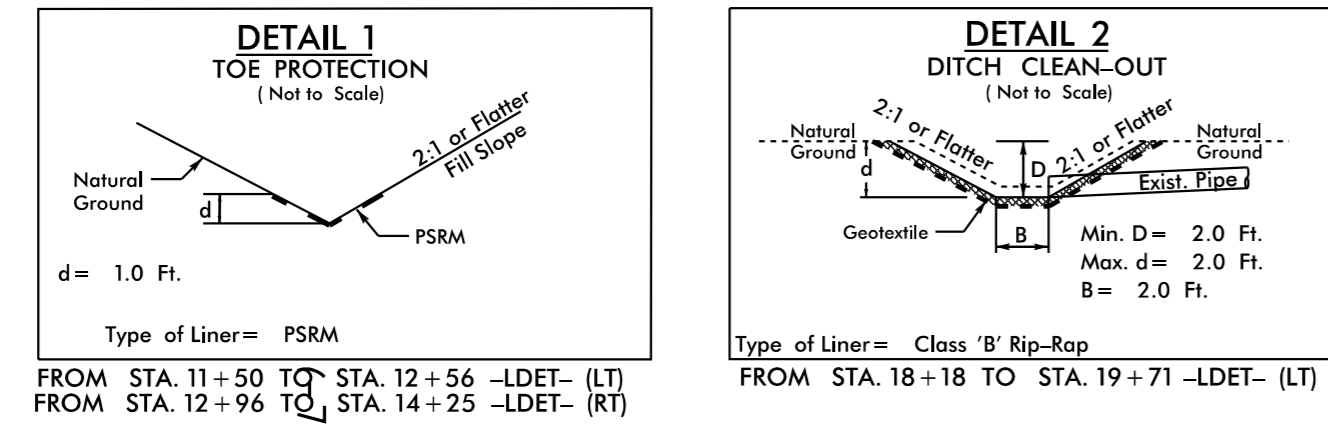 DETAIL 1
TOE PROTECTION
( Not to Scale)
2:1 or Flatter
Fill Slope
Natural
Ground
d
PSRM
d= 1.0 Ft.
Type of Liner= PSRM
FROM STA. 11+50 TO STA. 12+56 –LDET– (LT)
FROM STA. 12+96 TO STA. 14+25 –LDET– (RT)
DETAIL 2
DITCH CLEAN–OUT
( Not to Scale)
Natural
Ground
2:1 or Flatter
2:1 or Flatter
Natural
Ground
d
D
Exist. Pipe
Geotextile
B
Min. D= 2.0 Ft.
Max. d= 2.0 Ft.
B= 2.0 Ft.
Type of Liner= Class 'B' Rip–Rap
FROM STA. 18+18 TO STA. 19+71 –LDET– (LT)